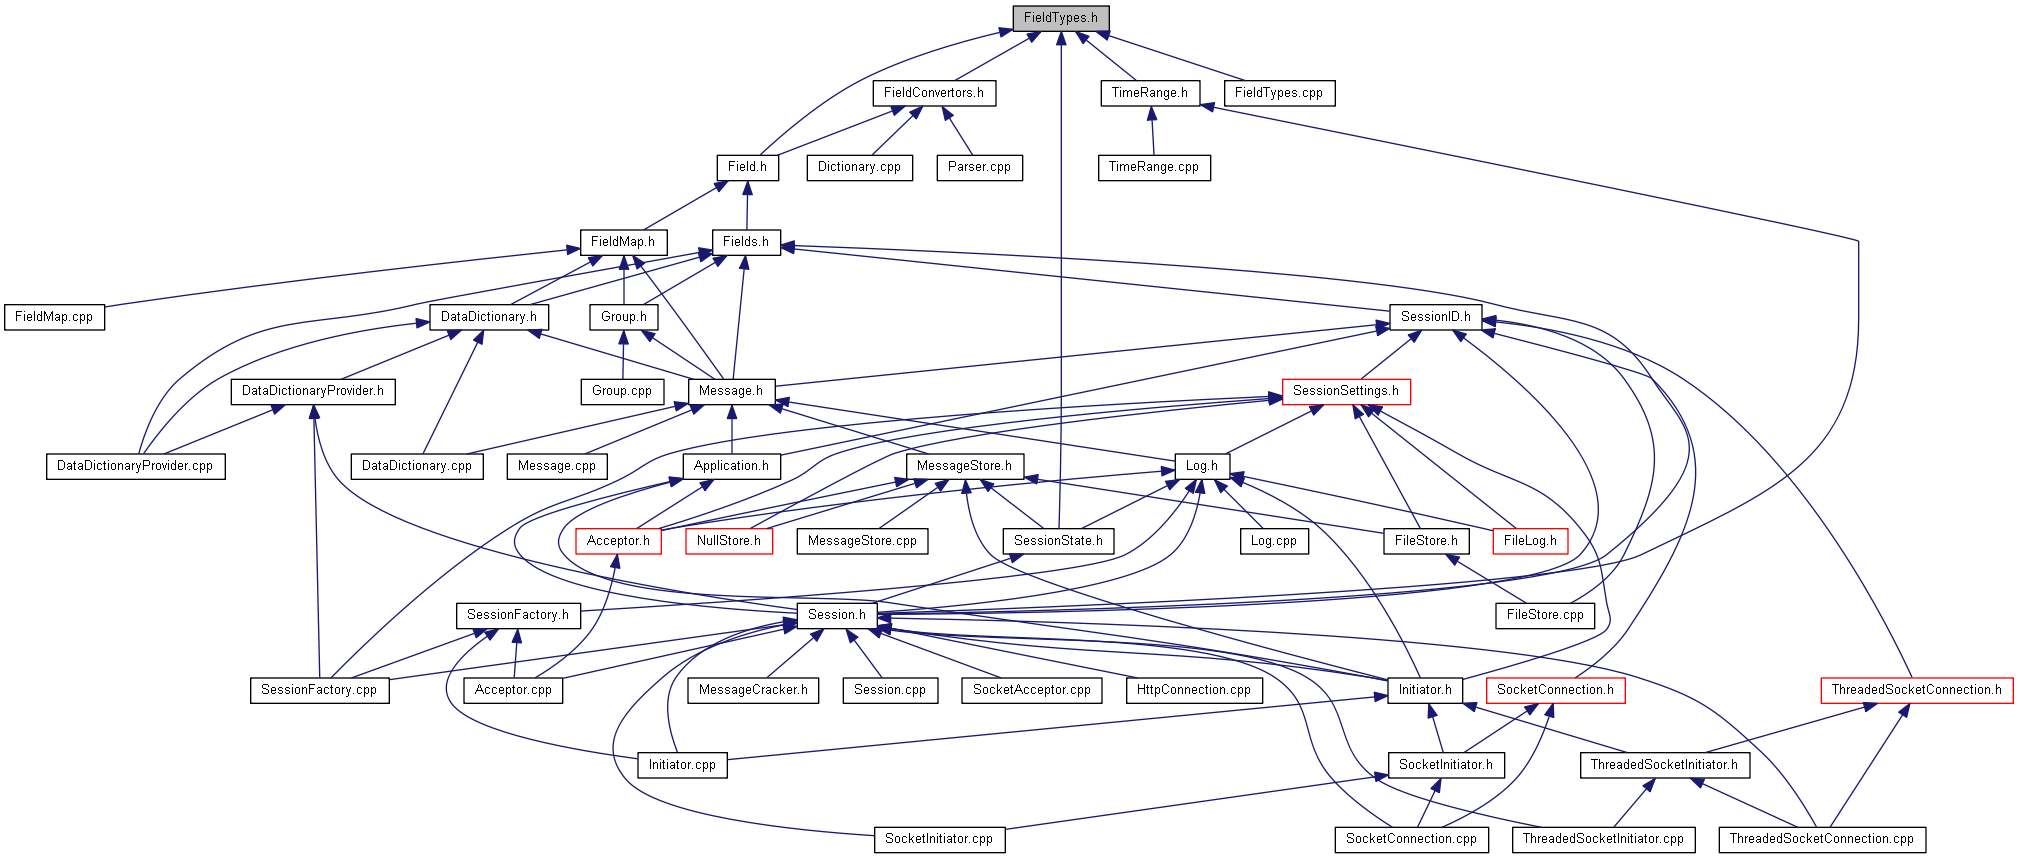 FieldTypes.h
FieldConvertors.h
TimeRange.h
FieldTypes.cpp
Field.h
Dictionary.cpp
Parser.cpp
TimeRange.cpp
FieldMap.h
Fields.h
FieldMap.cpp
DataDictionary.h
Group.h
SessionID.h
DataDictionaryProvider.h
Group.cpp
Message.h
SessionSettings.h
DataDictionaryProvider.cpp
DataDictionary.cpp
Message.cpp
Application.h
MessageStore.h
Log.h
Acceptor.h
NullStore.h
MessageStore.cpp
SessionState.h
Log.cpp
FileStore.h
FileLog.h
SessionFactory.h
Session.h
FileStore.cpp
SessionFactory.cpp
Acceptor.cpp
MessageCracker.h
Session.cpp
SocketAcceptor.cpp
HttpConnection.cpp
Initiator.h
SocketConnection.h
ThreadedSocketConnection.h
Initiator.cpp
SocketInitiator.h
ThreadedSocketInitiator.h
SocketInitiator.cpp
SocketConnection.cpp
ThreadedSocketInitiator.cpp
ThreadedSocketConnection.cpp